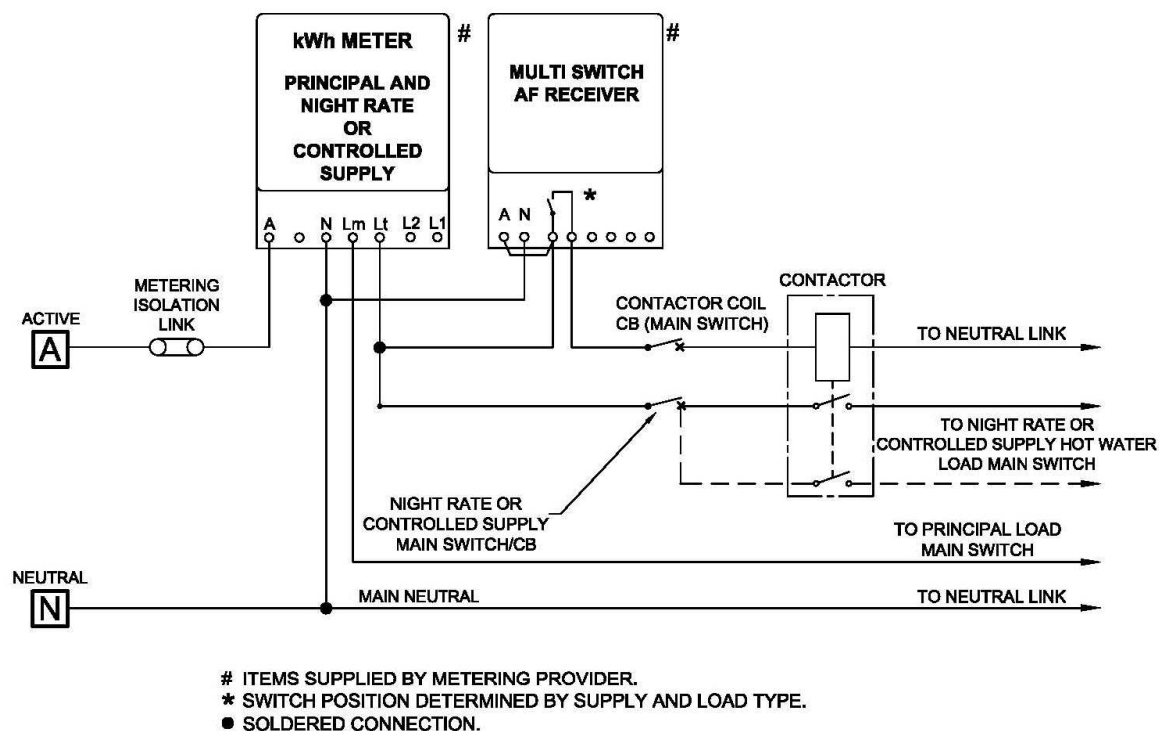 kWh METER
PRINCIPAL AND
NIGHT RATE
OR
CONTROLLED
SUPPLY
#
MULTI SWITCH
AF RECEIVER
#
*
A N Lm Lt L2 L1
A N
METERING
ISOLATION
LINK
ACTIVE
A
CONTACTOR COIL
CB (MAIN SWITCH)
CONTACTOR
TO NEUTRAL LINK
TO NIGHT RATE OR
CONTROLLED SUPPLY HOT WATER
LOAD MAIN SWITCH
NIGHT RATE OR
CONTROLLED SUPPLY
MAIN SWITCH/CB
TO PRINCIPAL LOAD
MAIN SWITCH
NEUTRAL
N
MAIN NEUTRAL
TO NEUTRAL LINK
# ITEMS SUPPLIED BY METERING PROVIDER.
* SWITCH POSITION DETERMINED BY SUPPLY AND LOAD TYPE.
● SOLDERED CONNECTION.